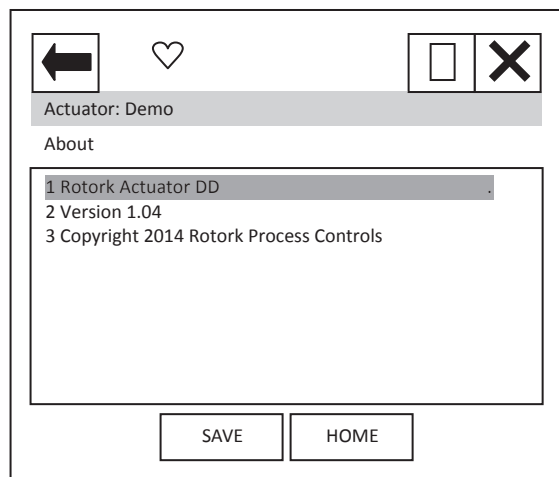 Actuator: Demo
About
1 Rotork Actuator DD .
2 Version 1.04
3 Copyright 2014 Rotork Process Controls
SAVE HOME